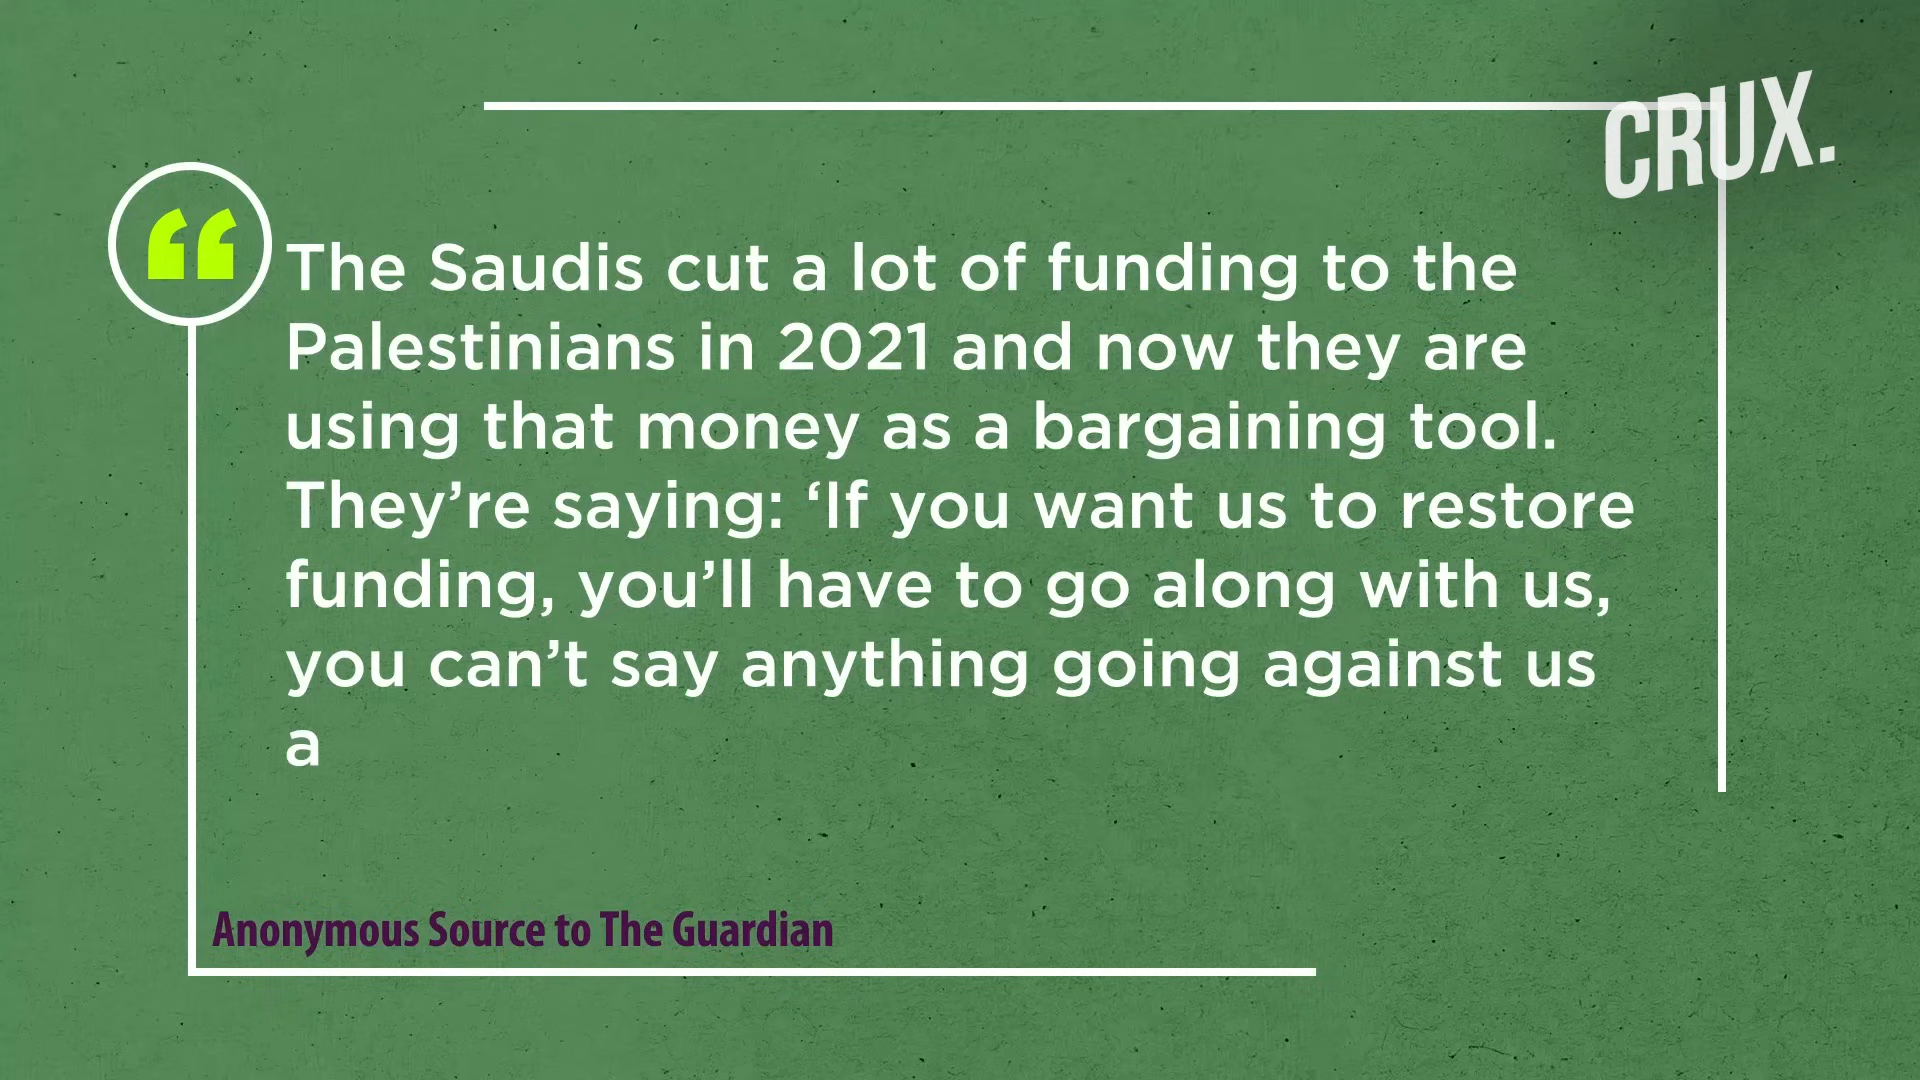 CRUX.
The Saudis cut a lot of funding to the
Palestinians in 2021 and now they are
using that money as a bargaining tool.
They’re saying: ‘If you want us to restore
funding, you’ll have to go along with us,
you can’t say anything going against us
a
Anonymous Source to The Guardian